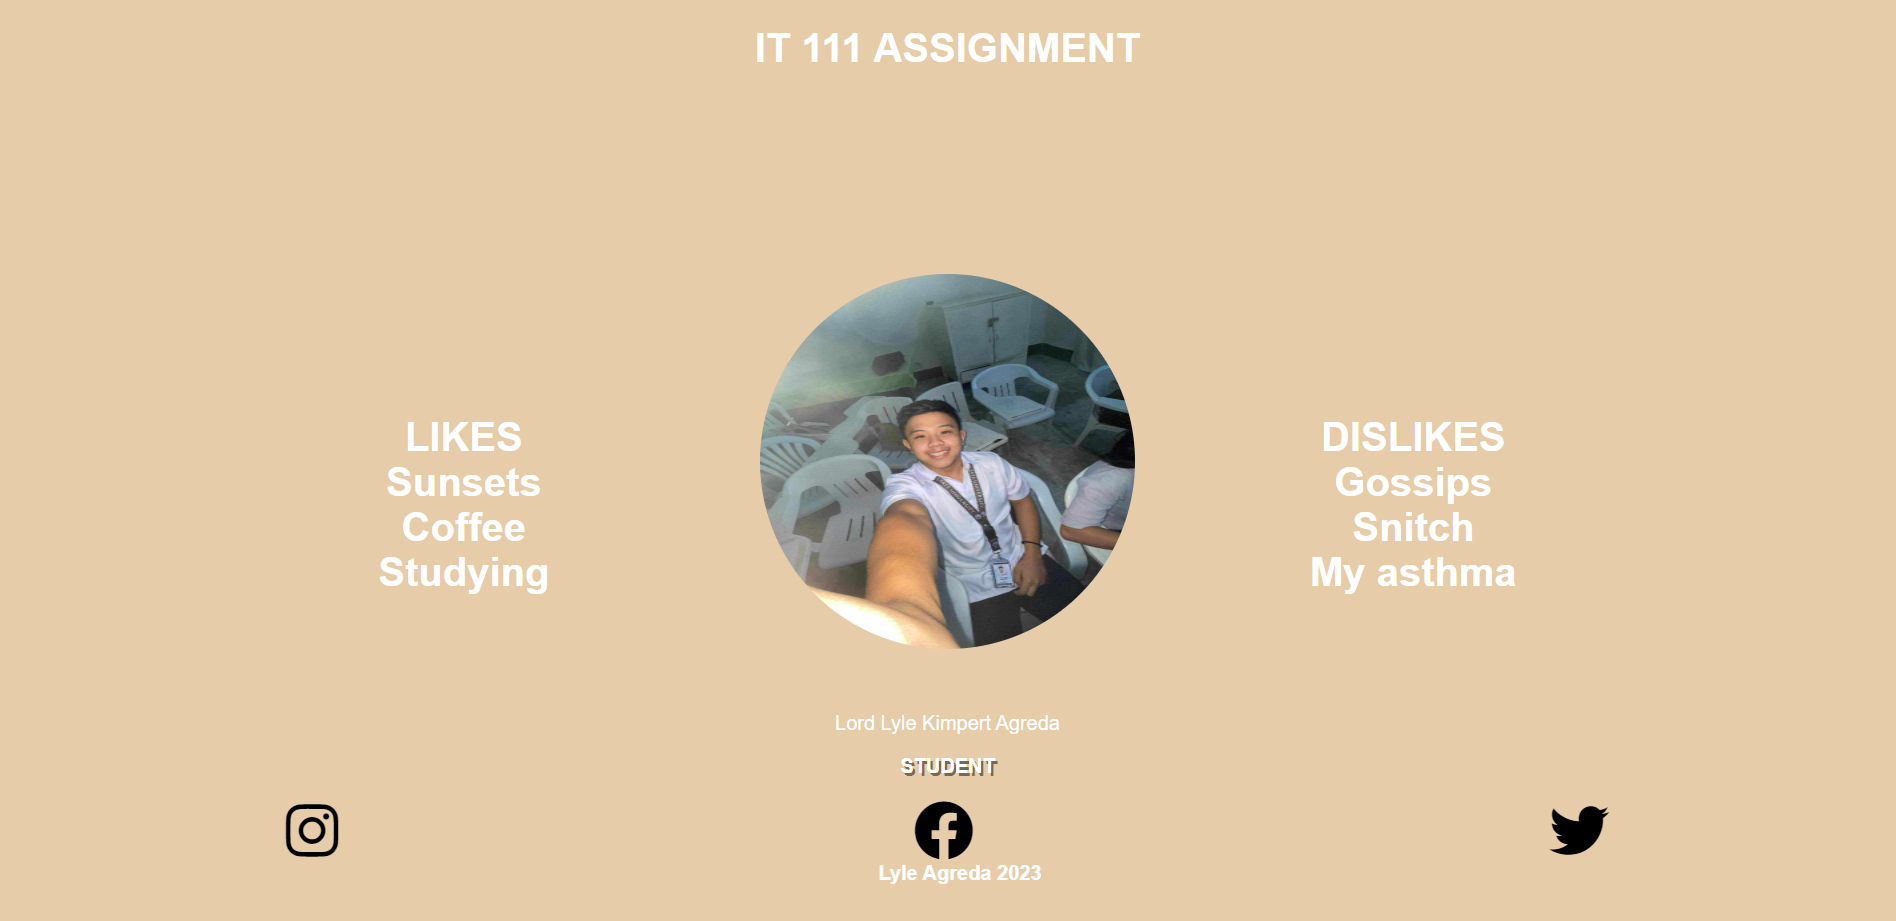 IT 111 ASSIGNMENT
LIKES
Sunsets
Coffee
Studying
DISLIKES
Gossips
Snitch
My asthma
Lord Lyle Kimpert Agreda
STUDENT
Lyle Agreda 2023